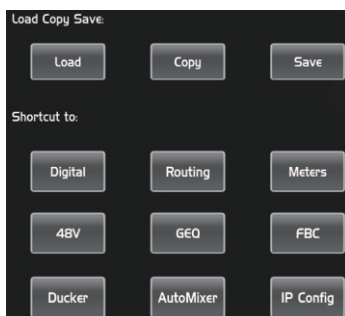 Load Copy Save:
Load Copy Save
Shortcut to:
Digital Routing Meters
48V GEQ FBC
Ducker AutoMixer IP Config